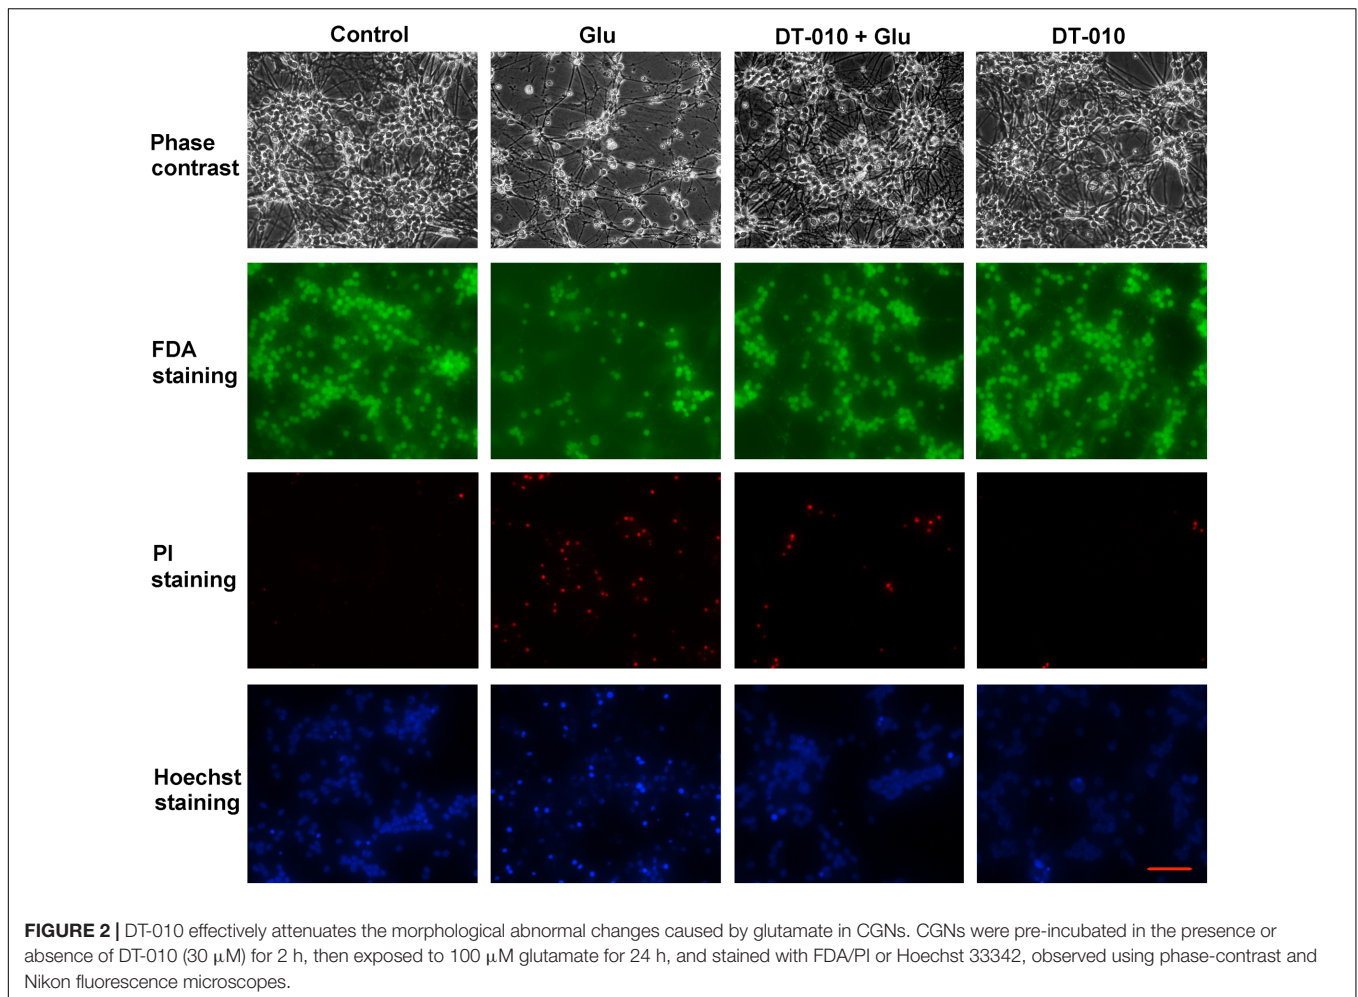 Control Glu DT-010 + Glu DT-010
Phase
contrast
FDA
staining
PI
staining
Hoechst
staining
FIGURE 2 | DT-010 effectively attenuates the morphological abnormal changes caused by glutamate in CGNs. CGNs were pre-incubated in the presence or
absence of DT-010 (30 μM) for 2 h, then exposed to 100 μM glutamate for 24 h, and stained with FDA/PI or Hoechst 33342, observed using phase-contrast and
Nikon fluorescence microscopes.